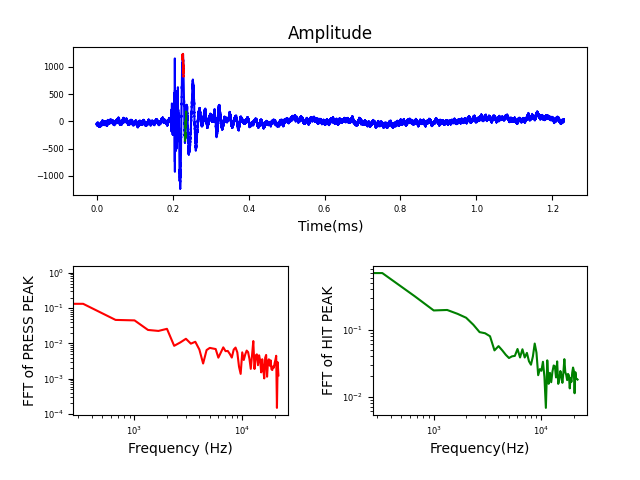 Amplitude
1000
500
0
−500
−1000
0.0 0.2 0.4 0.6 0.8 1.0 1.2
Time(ms)
FFT of PRESS PEAK
10⁰
10⁻¹
10⁻²
10⁻³
10⁻⁴
10³ 10⁴
Frequency (Hz)
FFT of HIT PEAK
10⁻¹
10⁻²
10³ 10⁴
Frequency(Hz)